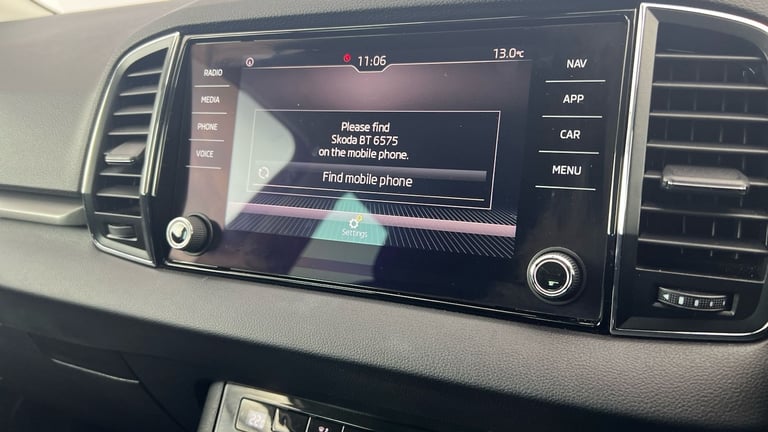 11:06
13.0°C
RADIO
MEDIA
PHONE
VOICE
Please find
Skoda BT 6575
on the mobile phone.
Find mobile phone
Settings
NAV
APP
CAR
MENU